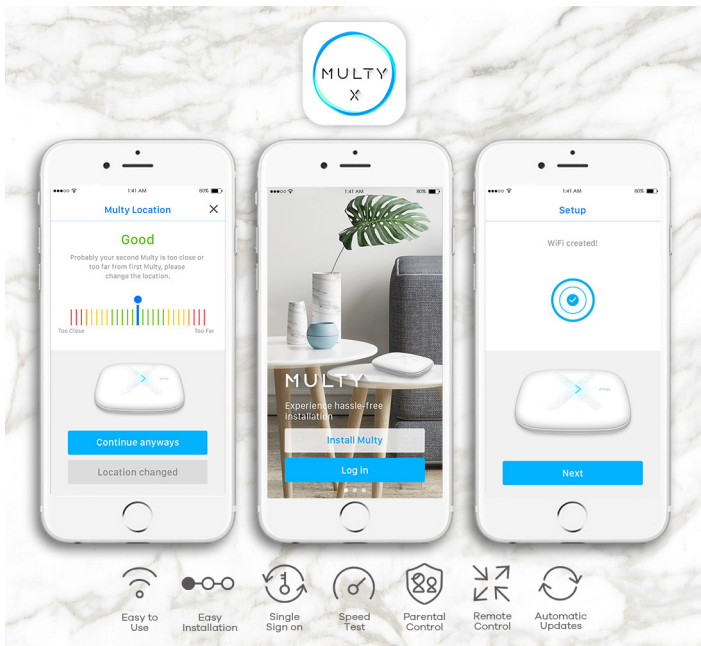 MULTY
X
1:41 AM
80%
Multy Location
Good
Probably your second Multy is too close or
too far from first Multy, please
change the location.
Too Close
Too Far
Continue anyways
Location changed
1:41 AM
80%
MULTY
Experience hassle-free
installation
Install Multy
Log in
1:41 AM
80%
Setup
WiFi created!
Next
Easy to
Use
Easy
Installation
Single
Sign on
Speed
Test
Parental
Control
Remote
Control
Automatic
Updates